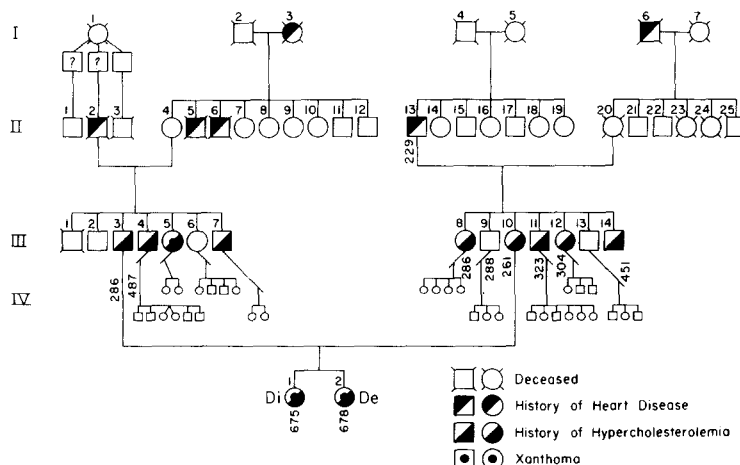 I
1 2 3 4 5 6 7
? ?
II
1 2 3 4 5 6 7 8 9 10 11 12 13 14 15 16 17 18 19 20 21 22 23 24 25
229
III
1 2 3 4 5 6 7 8 9 10 11 12 13 14
286 487 286 288 261 323 304 451
IV
Di 1 2 De
675 678
Deceased
History of Heart Disease
History of Hypercholesterolemia
Xanthoma